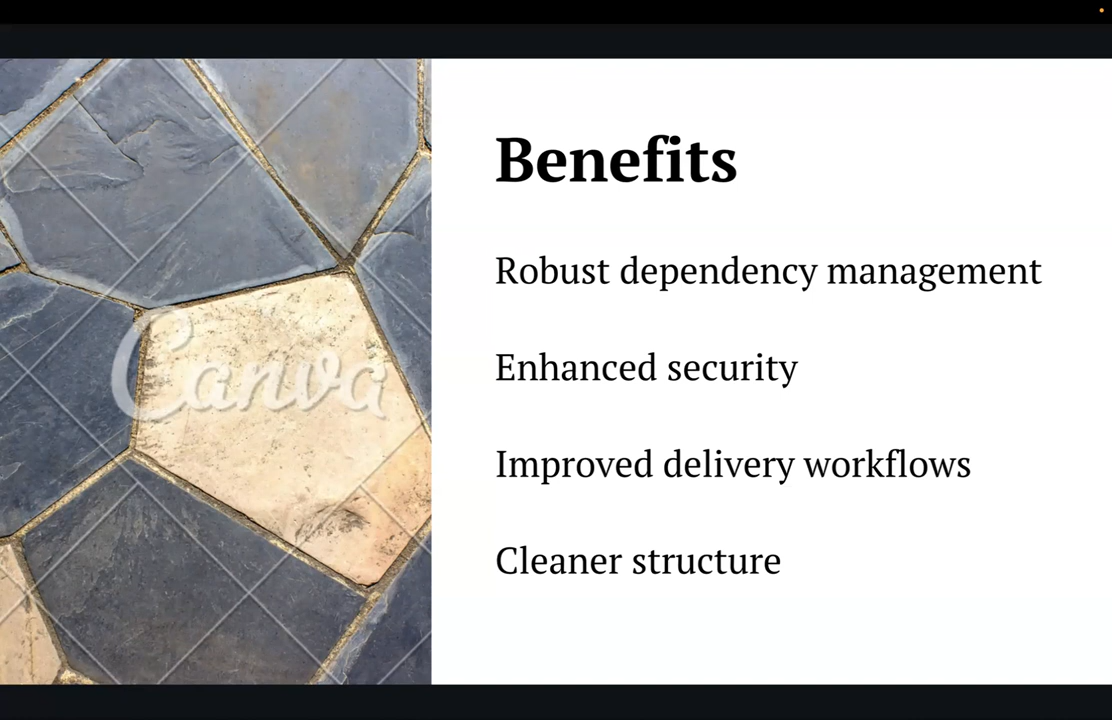 Benefits
Robust dependency management
Enhanced security
Improved delivery workflows
Cleaner structure
Canva